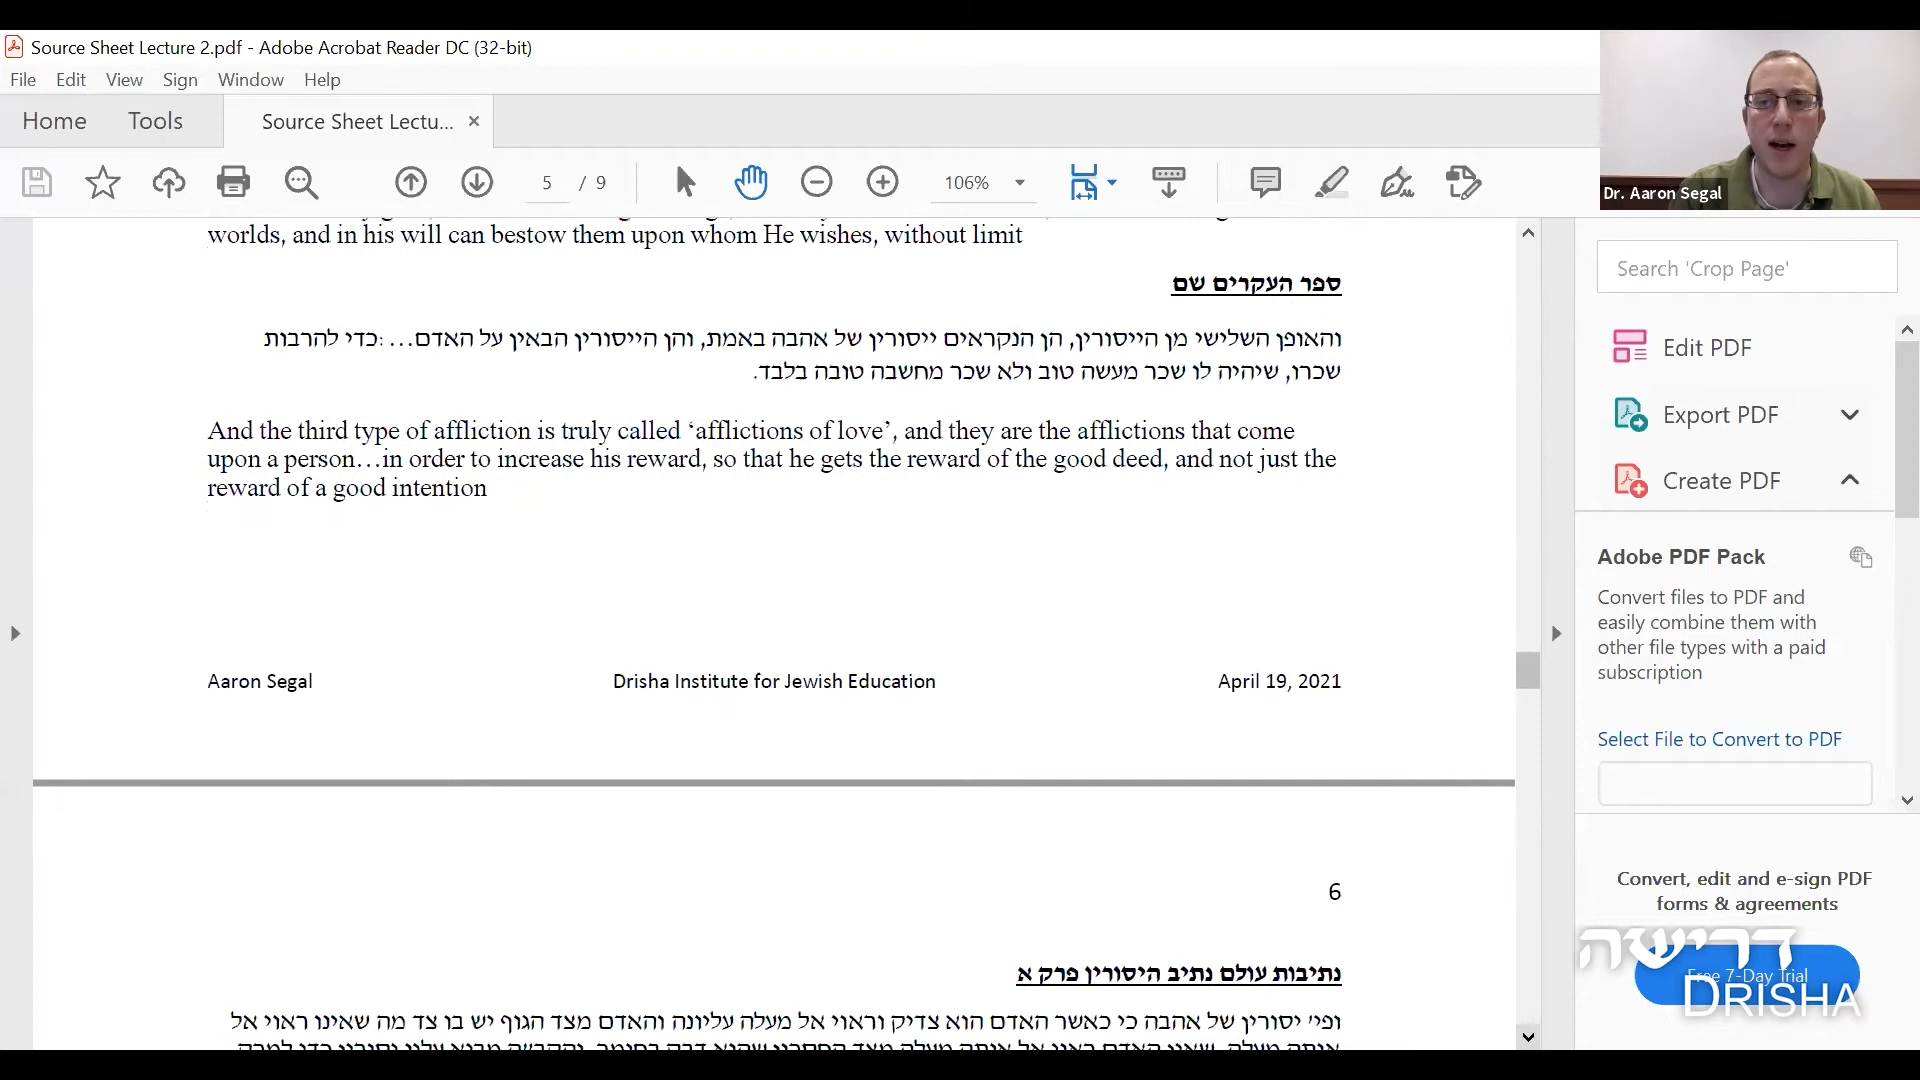 Source Sheet Lecture 2.pdf - Adobe Acrobat Reader DC (32-bit)
File Edit View Sign Window Help
Home Tools Source Sheet Lectu... ×
5 / 9 106%
Dr. Aaron Segal
worlds, and in his will can bestow them upon whom He wishes, without limit
ספר העקרים שם
והאופן השלישי מן הייסורין, הן הנקראים ייסורין של אהבה באמת, והן הייסורין הבאין על האדם... :כדי להרבות
שכרו, שיהיה לו שכר מעשה טוב ולא שכר מחשבה טובה בלבד.
And the third type of affliction is truly called ‘afflictions of love’, and they are the afflictions that come
upon a person…in order to increase his reward, so that he gets the reward of the good deed, and not just the
reward of a good intention
Aaron Segal Drisha Institute for Jewish Education April 19, 2021
6
נתיבות עולם נתיב היסורין פרק א
ופי' יסורין של אהבה כי כאשר האדם הוא צדיק וראוי אל מעלה עליונה והאדם מצד הגוף יש בו צד מה שאינו ראוי אל
Search 'Crop Page'
Edit PDF
Export PDF
Create PDF
Adobe PDF Pack
Convert files to PDF and
easily combine them with
other file types with a paid
subscription
Select File to Convert to PDF
Convert, edit and e-sign PDF
forms & agreements
Free 7-Day Trial
דרישה
DRISHA